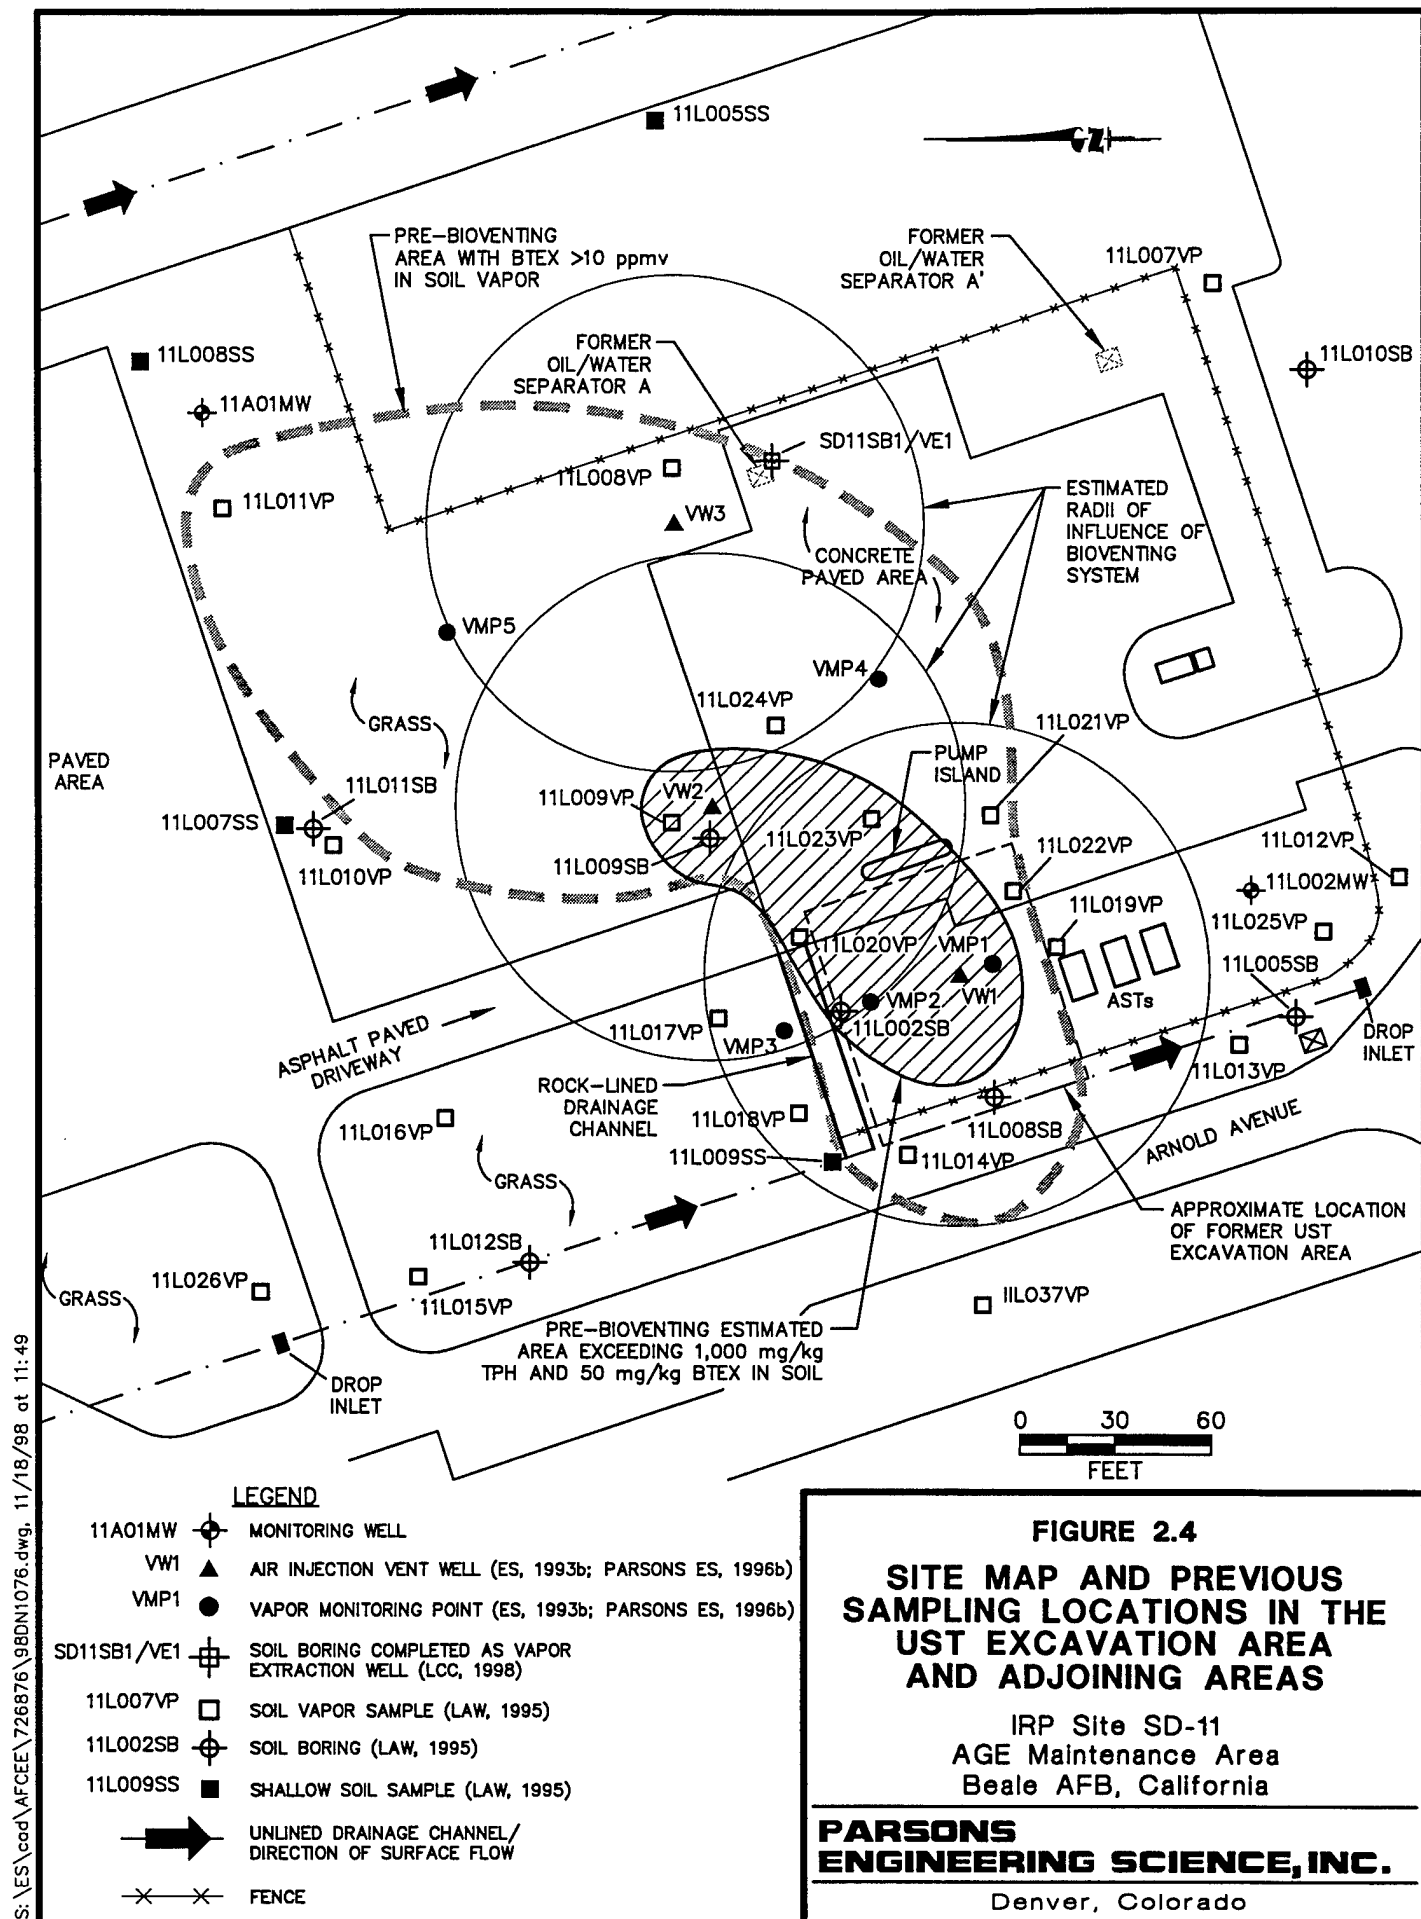 11L005SS
N
PRE-BIOVENTING
AREA WITH BTEX >10 ppmv
IN SOIL VAPOR
FORMER
OIL/WATER
SEPARATOR A'
11L007VP
11L008SS
FORMER
OIL/WATER
SEPARATOR A
11L010SB
11A01MW
SD11SB1/VE1
11L008VP
11L011VP
VW3
ESTIMATED
RADII OF
INFLUENCE OF
BIOVENTING
SYSTEM
CONCRETE
PAVED AREA
VMP5
VMP4
11L024VP
GRASS
11L021VP
PUMP
ISLAND
PAVED
AREA
11L011SB
11L009VP
VW2
11L007SS
11L023VP
11L012VP
11L022VP
11L009SB
11L010VP
11L002MW
11L019VP
11L025VP
11L020VP
VMP1
11L005SB
VW1
ASTs
VMP2
11L017VP
VMP3
11L002SB
ASPHALT PAVED
DRIVEWAY
DROP
INLET
11L013VP
ROCK-LINED
DRAINAGE
CHANNEL
11L018VP
11L016VP
11L008SB
ARNOLD AVENUE
11L009SS
11L014VP
GRASS
APPROXIMATE LOCATION
OF FORMER UST
EXCAVATION AREA
11L012SB
11L026VP
GRASS
11L015VP
IIL037VP
PRE-BIOVENTING ESTIMATED
AREA EXCEEDING 1,000 mg/kg
TPH AND 50 mg/kg BTEX IN SOIL
DROP
INLET
0 30 60
FEET
S:\ES\cad\AFCEE\726876\98DN1076.dwg, 11/18/98 at 11:49
LEGEND
11A01MW MONITORING WELL
VW1 AIR INJECTION VENT WELL (ES, 1993b; PARSONS ES, 1996b)
VMP1 VAPOR MONITORING POINT (ES, 1993b; PARSONS ES, 1996b)
SD11SB1/VE1 SOIL BORING COMPLETED AS VAPOR
EXTRACTION WELL (LCC, 1998)
11L007VP SOIL VAPOR SAMPLE (LAW, 1995)
11L002SB SOIL BORING (LAW, 1995)
11L009SS SHALLOW SOIL SAMPLE (LAW, 1995)
UNLINED DRAINAGE CHANNEL/
DIRECTION OF SURFACE FLOW
FENCE
FIGURE 2.4
SITE MAP AND PREVIOUS
SAMPLING LOCATIONS IN THE
UST EXCAVATION AREA
AND ADJOINING AREAS
IRP Site SD-11
AGE Maintenance Area
Beale AFB, California
PARSONS
ENGINEERING SCIENCE, INC.
Denver, Colorado